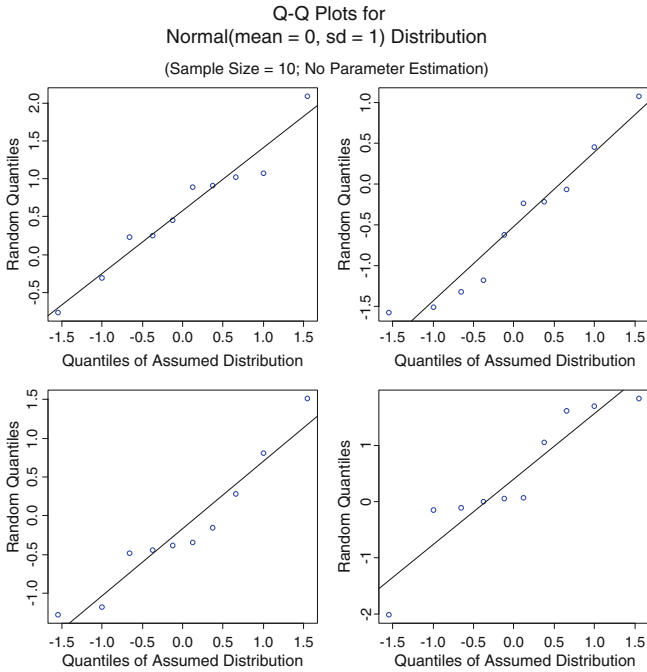 Q-Q Plots for
Normal(mean = 0, sd = 1) Distribution
(Sample Size = 10; No Parameter Estimation)
Random Quantiles
2.0
1.5
1.0
0.5
0.0
-0.5
-1.5 -1.0 -0.5 0.0 0.5 1.0 1.5
Quantiles of Assumed Distribution
Random Quantiles
1.0
0.5
0.0
-0.5
-1.0
-1.5
-1.5 -1.0 -0.5 0.0 0.5 1.0 1.5
Quantiles of Assumed Distribution
Random Quantiles
1.5
1.0
0.5
0.0
-0.5
-1.0
-1.5 -1.0 -0.5 0.0 0.5 1.0 1.5
Quantiles of Assumed Distribution
Random Quantiles
1
0
-1
-2
-1.5 -1.0 -0.5 0.0 0.5 1.0 1.5
Quantiles of Assumed Distribution